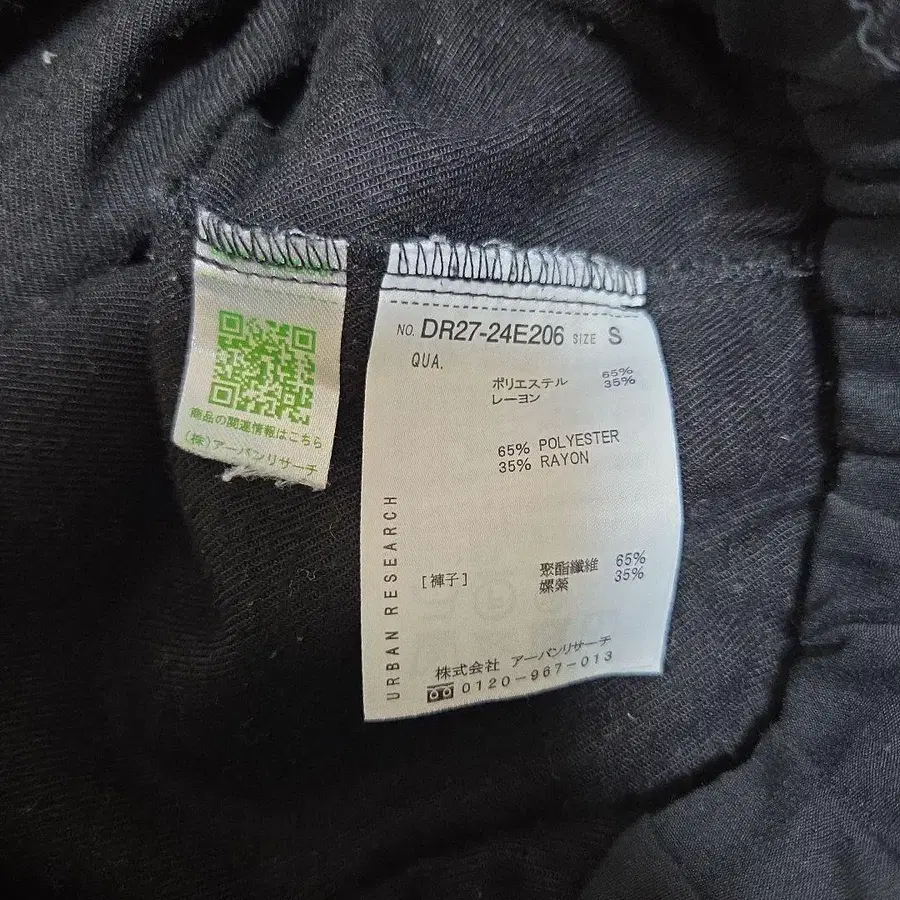 商品の関連情報はこちら
(株)アーバンリサーチ
NO. DR27-24E206 SIZE S
QUA.
ポリエステル 65%
レーヨン 35%
65% POLYESTER
35% RAYON
[褲子]
聚酯纖維 65%
嫘縈 35%
URBAN RESEARCH
株式会社 アーバンリサーチ
0120-967-013